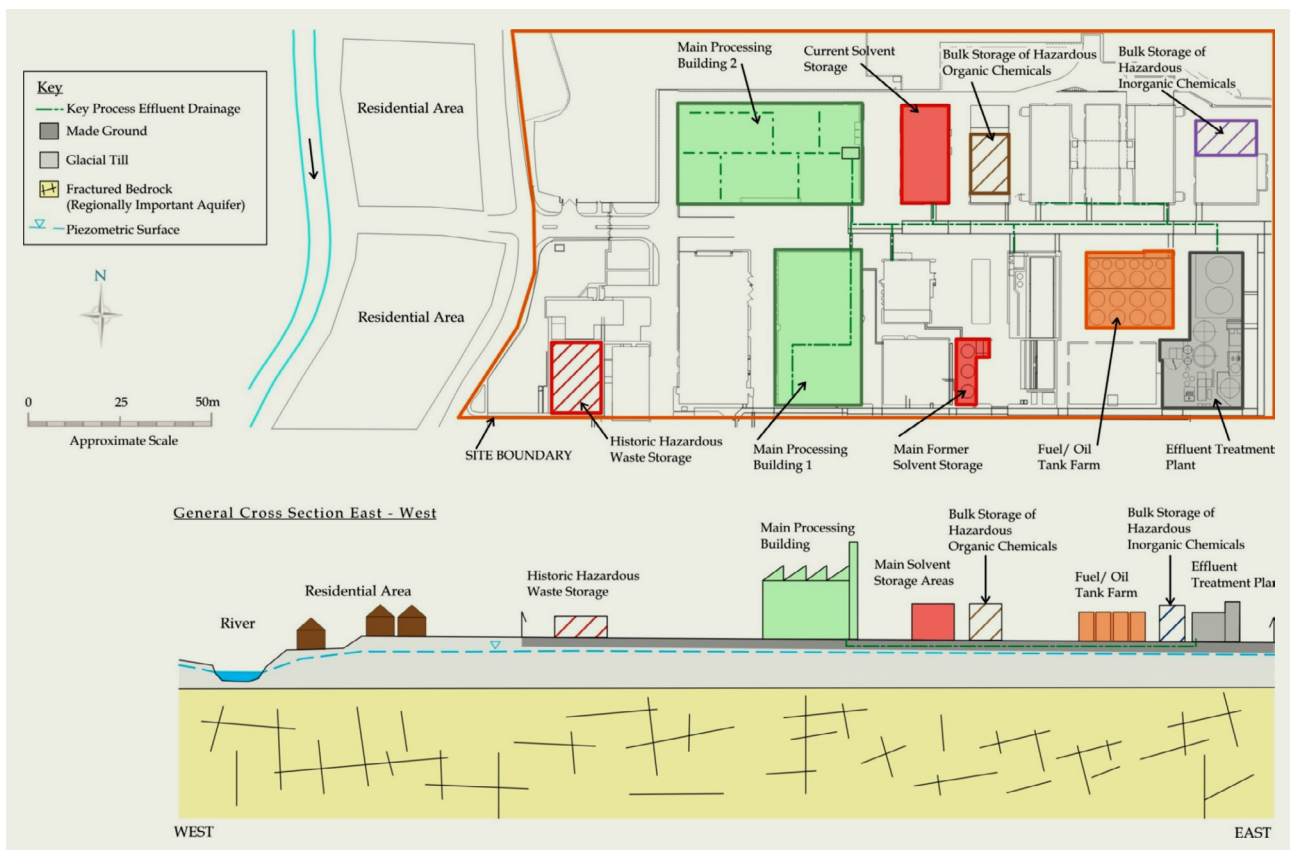 Key
Key Process Effluent Drainage
Made Ground
Glacial Till
Fractured Bedrock
(Regionally Important Aquifer)
Piezometric Surface
N
0 25 50m
Approximate Scale
Residential Area
Residential Area
Main Processing
Building 2
Current Solvent
Storage
Bulk Storage of Hazardous
Organic Chemicals
Bulk Storage of
Hazardous
Inorganic Chemicals
SITE BOUNDARY
Historic Hazardous
Waste Storage
Main Processing
Building 1
Main Former
Solvent Storage
Fuel/ Oil
Tank Farm
Effluent Treatment
Plant
General Cross Section East - West
River
Residential Area
Historic Hazardous
Waste Storage
Main Processing
Building
Main Solvent
Storage Areas
Bulk Storage of
Hazardous
Organic Chemicals
Fuel/ Oil
Tank Farm
Bulk Storage of
Hazardous
Inorganic Chemicals
Effluent
Treatment Plan
WEST
EAST